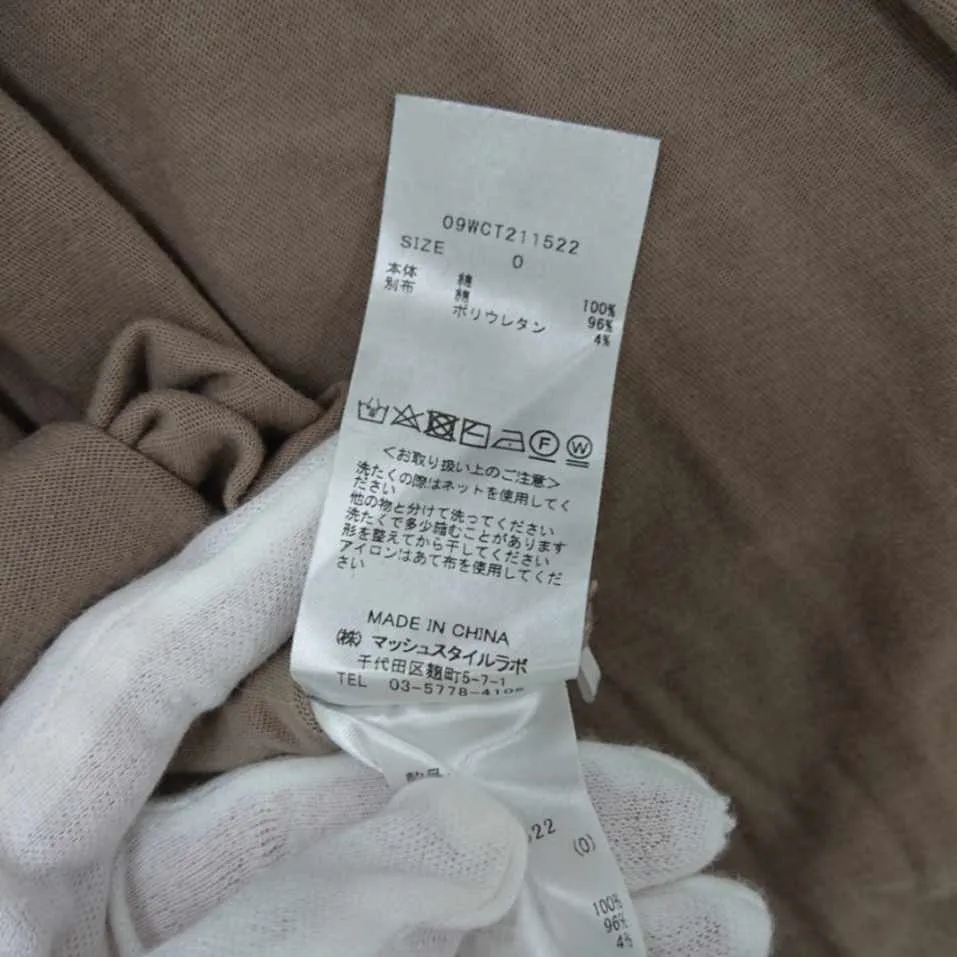 09WCT211522
SIZE 0
本体 綿 100%
別布 綿 96%
ポリウレタン 4%
F W
<お取り扱い上のご注意>
洗たくの際はネットを使用してく
ださい
他の物と分けて洗ってください
洗たくで多少縮むことがあります
形を整えてから干してください
アイロンはあて布を使用してくだ
さい
MADE IN CHINA
(株) マッシュスタイルラボ
千代田区麹町5-7-1
TEL 03-5778-4
522
(0)
100%
96%
4%